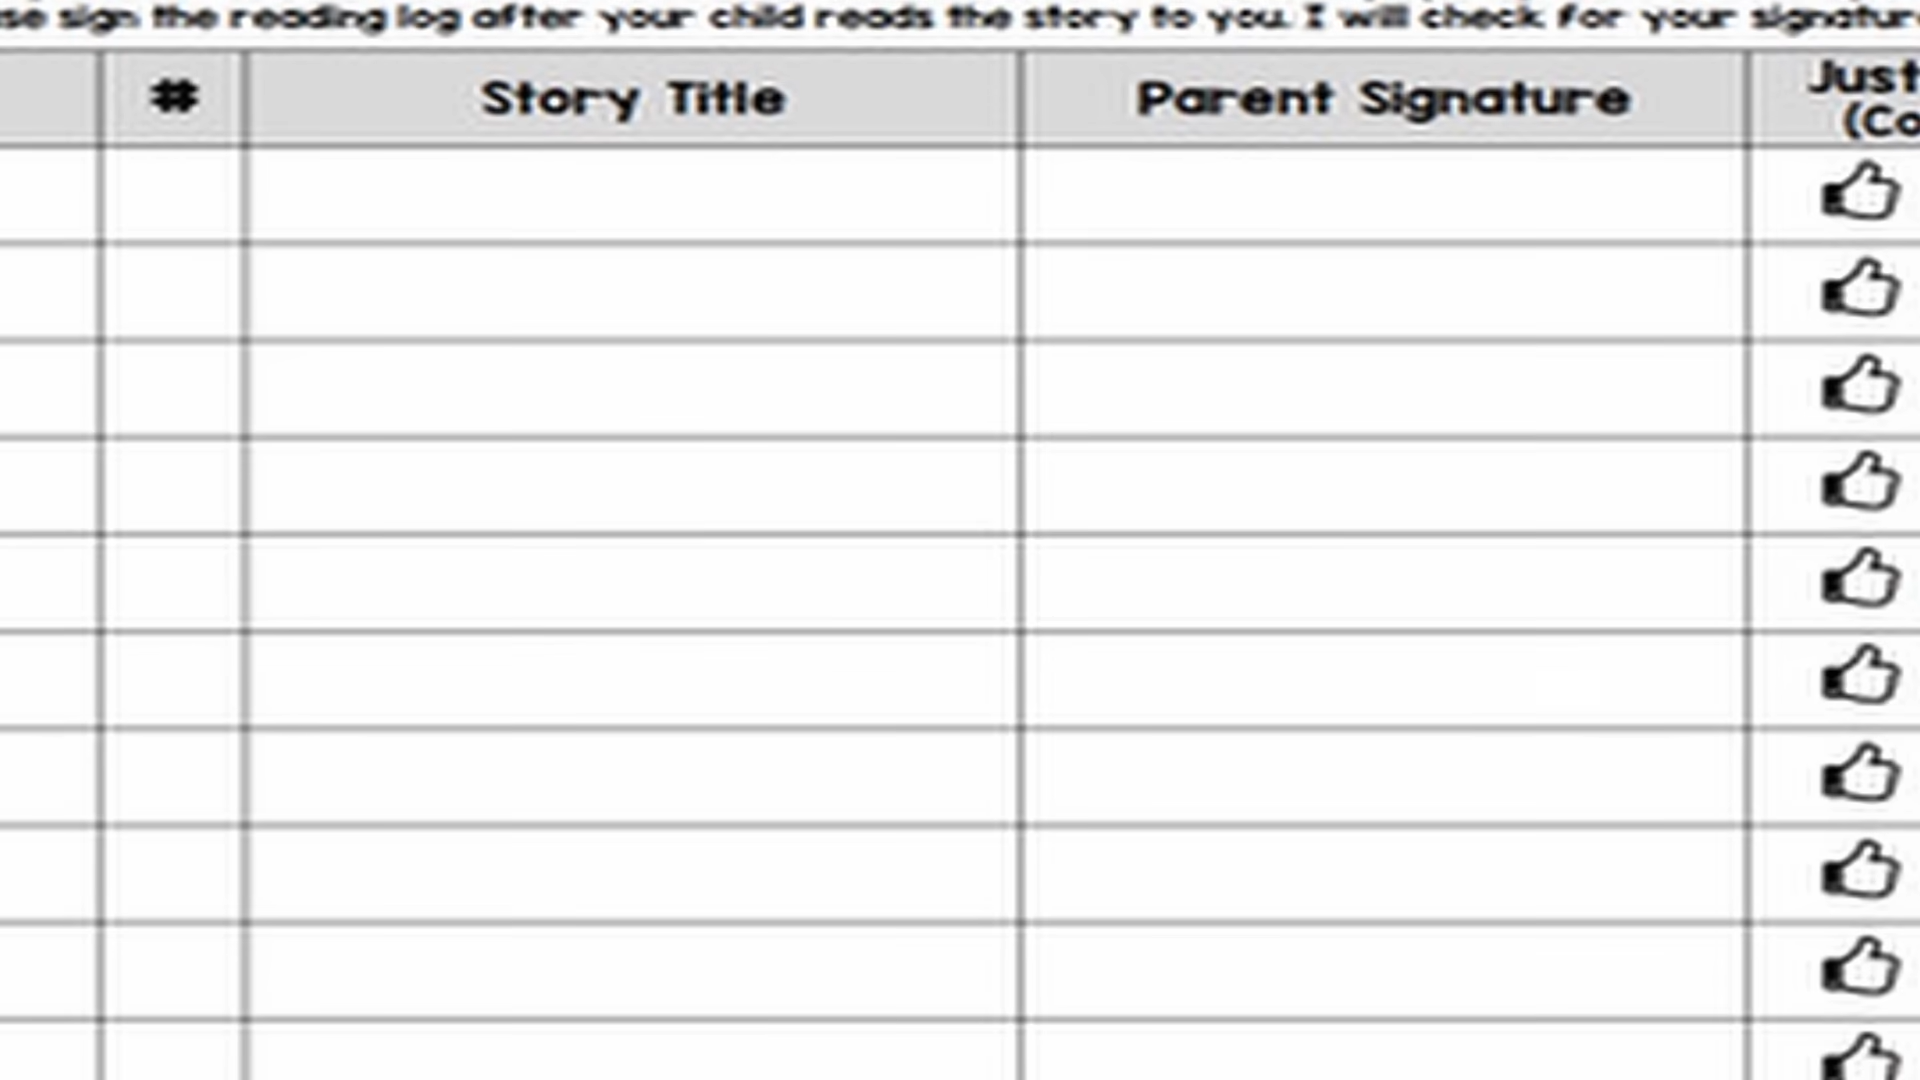 sign the reading log after your child reads the story to you. I will check for your
# Story Title Parent Signature Just